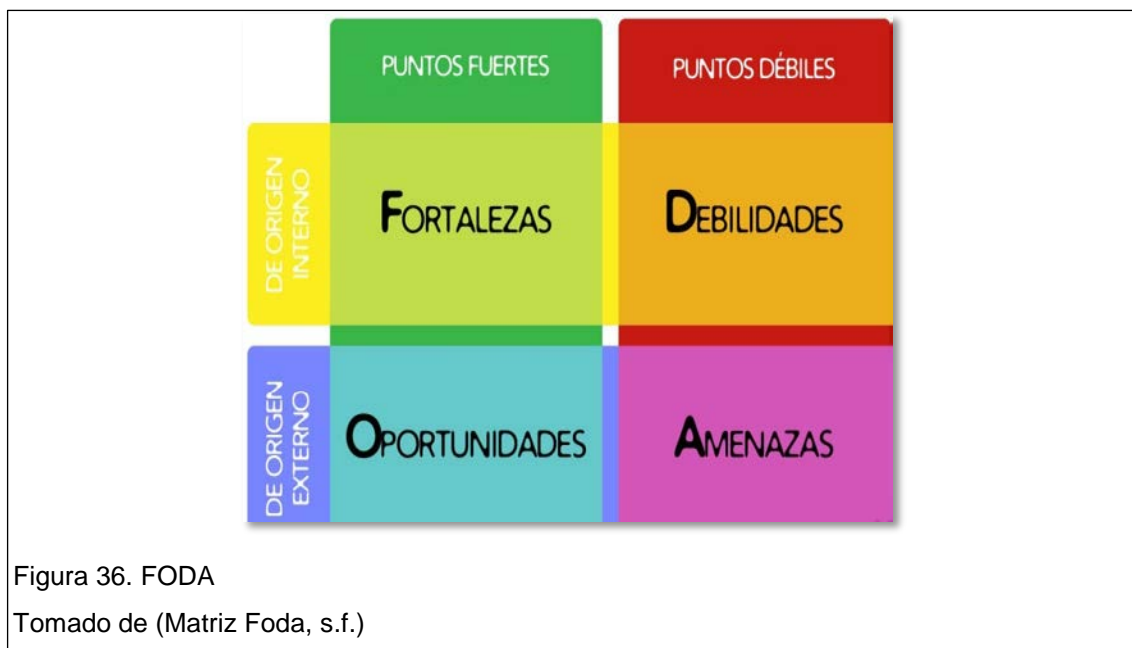 PUNTOS FUERTES
PUNTOS DÉBILES
DE ORIGEN
INTERNO
FORTALEZAS
DEBILIDADES
DE ORIGEN
EXTERNO
OPORTUNIDADES
AMENAZAS
Figura 36. FODA
Tomado de (Matriz Foda, s.f.)